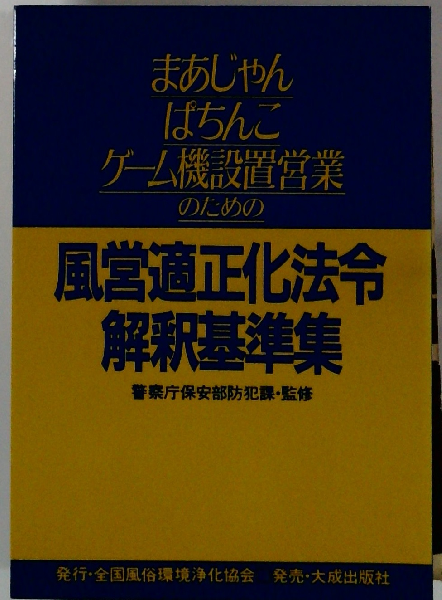 まあじゃん
ぱちんこ
ゲーム機設置営業
のための
風営適正化法令
解釈基準集
警察庁保安部防犯課・監修
発行・全国風俗環境浄化協会 発売・大成出版社